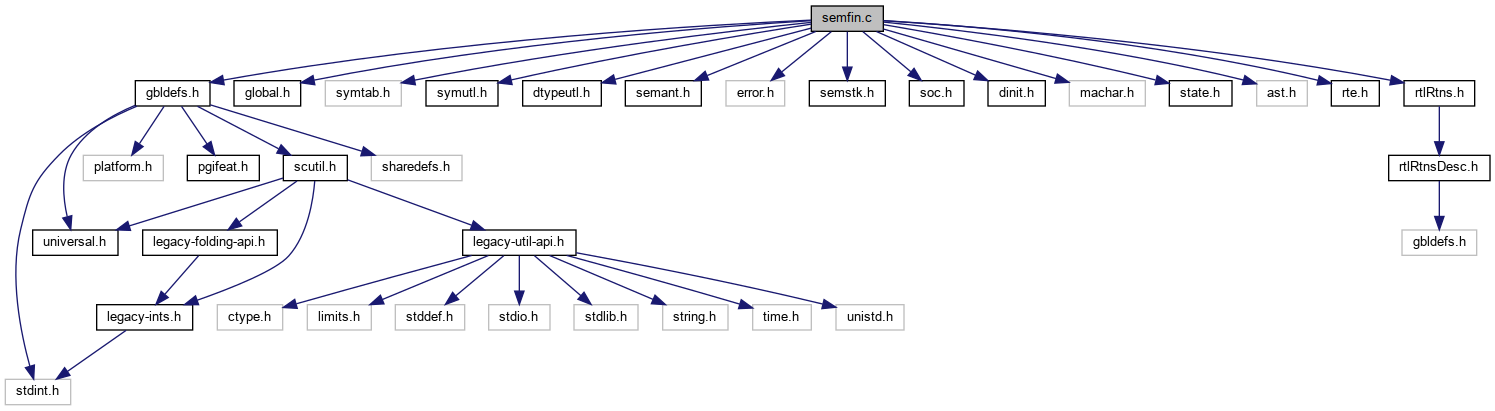 semfin.c
gbldefs.h
global.h
symtab.h
symutl.h
dtypeutl.h
semant.h
error.h
semstk.h
soc.h
dinit.h
machar.h
state.h
ast.h
rte.h
rtlRtns.h
platform.h
pgifeat.h
scutil.h
sharedefs.h
rtlRtnsDesc.h
universal.h
legacy-folding-api.h
legacy-util-api.h
gbldefs.h
legacy-ints.h
ctype.h
limits.h
stddef.h
stdio.h
stdlib.h
string.h
time.h
unistd.h
stdint.h